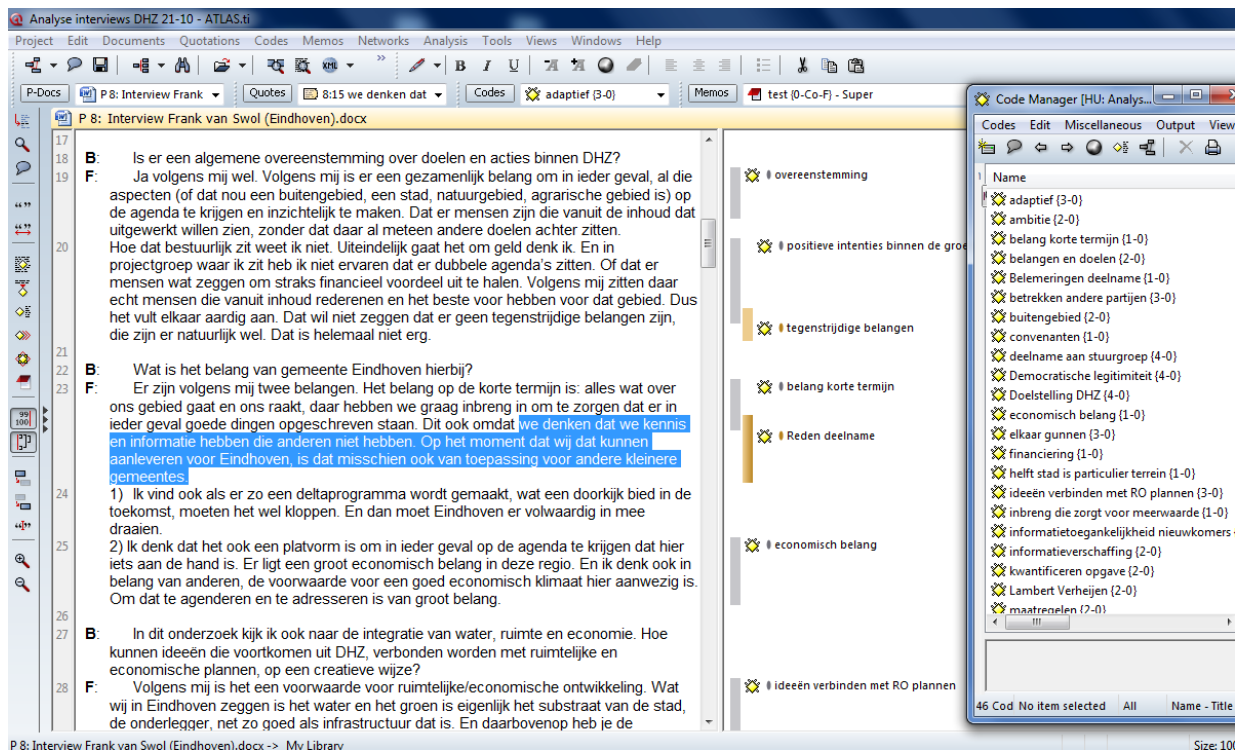 Analyse interviews DHZ 21-10 - ATLAS.ti
Project Edit Documents Quotations Codes Memos Networks Analysis Tools Views Windows Help
XML » B I U
P-Docs P 8: Interview Frank Quotes 8:15 we denken dat Codes adaptief {3-0} Memos test {0-Co-F} - Super
P 8: Interview Frank van Swol (Eindhoven).docx
17
18 B: Is er een algemene overeenstemming over doelen en acties binnen DHZ?
19 F: Ja volgens mij wel. Volgens mij is er een gezamenlijk belang om in ieder geval, al die
aspecten (of dat nou een buitengebied, een stad, natuurgebied, agrarische gebied is) op
de agenda te krijgen en inzichtelijk te maken. Dat er mensen zijn die vanuit de inhoud dat
uitgewerkt willen zien, zonder dat daar al meteen andere doelen achter zitten.
20 Hoe dat bestuurlijk zit weet ik niet. Uiteindelijk gaat het om geld denk ik. En in
projectgroep waar ik zit heb ik niet ervaren dat er dubbele agenda's zitten. Of dat er
mensen wat zeggen om straks financieel voordeel uit te halen. Volgens mij zitten daar
echt mensen die vanuit inhoud rederenen en het beste voor hebben voor dat gebied. Dus
het vult elkaar aardig aan. Dat wil niet zeggen dat er geen tegenstrijdige belangen zijn,
die zijn er natuurlijk wel. Dat is helemaal niet erg.
21
22 B: Wat is het belang van gemeente Eindhoven hierbij?
23 F: Er zijn volgens mij twee belangen. Het belang op de korte termijn is: alles wat over
ons gebied gaat en ons raakt, daar hebben we graag inbreng in om te zorgen dat er in
ieder geval goede dingen opgeschreven staan. Dit ook omdat we denken dat we kennis
en informatie hebben die anderen niet hebben. Op het moment dat wij dat kunnen
aanleveren voor Eindhoven, is dat misschien ook van toepassing voor andere kleinere
gemeentes.
24 1) Ik vind ook als er zo een deltaprogramma wordt gemaakt, wat een doorkijk bied in de
toekomst, moeten het wel kloppen. En dan moet Eindhoven er volwaardig in mee
draaien.
25 2) Ik denk dat het ook een platvorm is om in ieder geval op de agenda te krijgen dat hier
iets aan de hand is. Er ligt een groot economisch belang in deze regio. En ik denk ook in
belang van anderen, de voorwaarde voor een goed economisch klimaat hier aanwezig is.
Om dat te agenderen en te adresseren is van groot belang.
26
27 B: In dit onderzoek kijk ik ook naar de integratie van water, ruimte en economie. Hoe
kunnen ideeën die voortkomen uit DHZ, verbonden worden met ruimtelijke en
economische plannen, op een creatieve wijze?
28 F: Volgens mij is het een voorwaarde voor ruimtelijke/economische ontwikkeling. Wat
wij in Eindhoven zeggen is het water en het groen is eigenlijk het substraat van de stad,
de onderlegger, net zo goed als infrastructuur dat is. En daarbovenop heb je de
overeenstemming
positieve intenties binnen de groe
tegenstrijdige belangen
belang korte termijn
Reden deelname
economisch belang
ideeën verbinden met RO plannen
Code Manager [HU: Analys...
Codes Edit Miscellaneous Output View
Name
adaptief {3-0}
ambitie {2-0}
belang korte termijn {1-0}
belangen en doelen {2-0}
Belemeringen deelname {1-0}
betrekken andere partijen {3-0}
buitengebied {2-0}
convenanten {1-0}
deelname aan stuurgroep {4-0}
Democratische legitimiteit {4-0}
Doelstelling DHZ {4-0}
economisch belang {1-0}
elkaar gunnen {3-0}
financiering {1-0}
helft stad is particulier terrein {1-0}
ideeën verbinden met RO plannen {3-0}
inbreng die zorgt voor meerwaarde {1-0}
informatietoegankelijkheid nieuwkomers
informatieverschaffing {2-0}
kwantificeren opgave {2-0}
Lambert Verheijen {2-0}
maatregelen {2-0}
46 Cod No item selected All Name - Title
P 8: Interview Frank van Swol (Eindhoven).docx -> My Library Size: 100